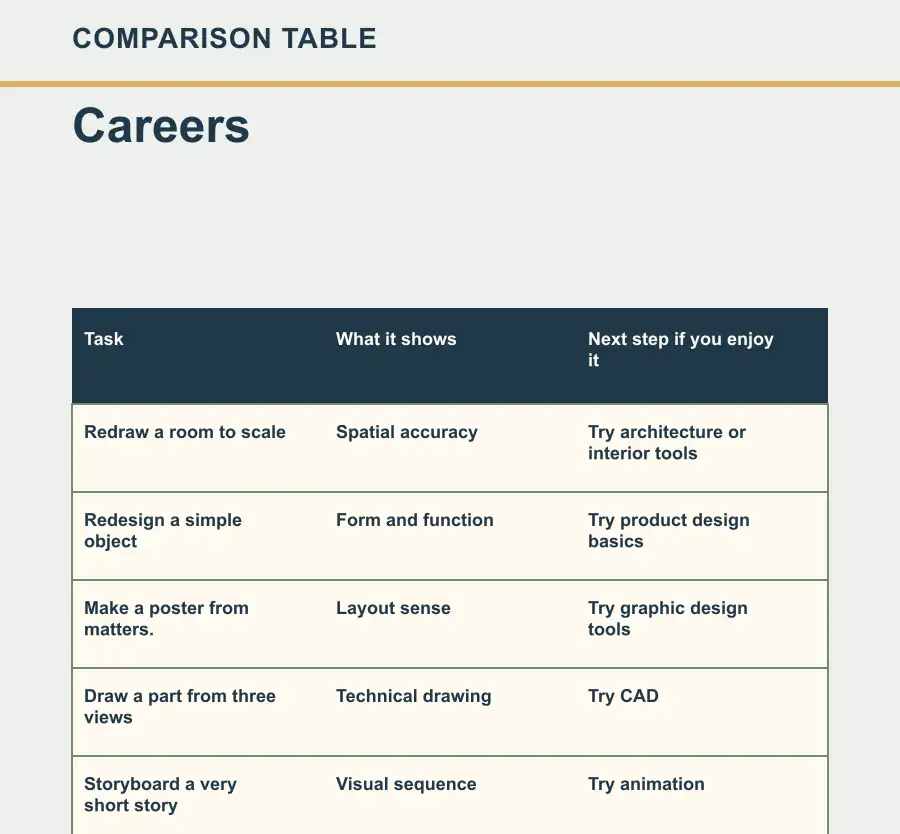 COMPARISON TABLE
Careers
Task
What it shows
Next step if you enjoy
it
Redraw a room to scale
Spatial accuracy
Try architecture or
interior tools
Redesign a simple
object
Form and function
Try product design
basics
Make a poster from
matters.
Layout sense
Try graphic design
tools
Draw a part from three
views
Technical drawing
Try CAD
Storyboard a very
short story
Visual sequence
Try animation